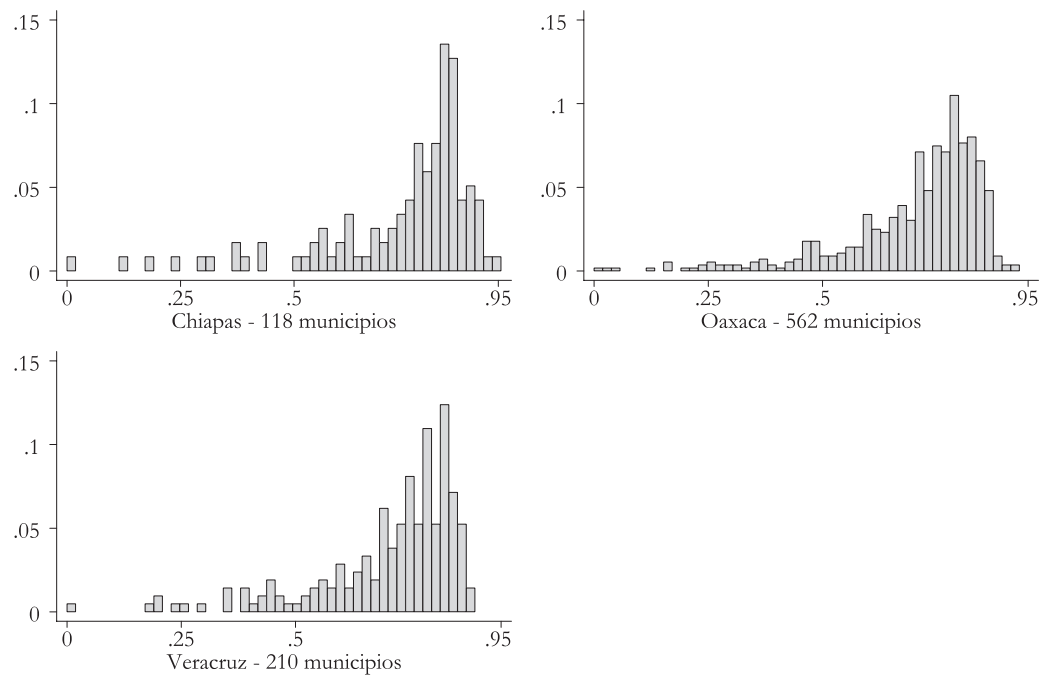 .15
.1
.05
0
0 .25 .5 .95
Chiapas - 118 municipios
.15
.1
.05
0
0 .25 .5 .95
Oaxaca - 562 municipios
.15
.1
.05
0
0 .25 .5 .95
Veracruz - 210 municipios